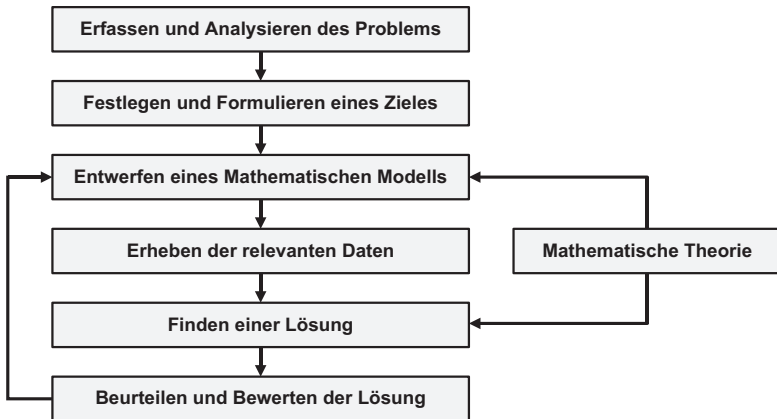 Erfassen und Analysieren des Problems
Festlegen und Formulieren eines Zieles
Entwerfen eines Mathematischen Modells
Erheben der relevanten Daten
Mathematische Theorie
Finden einer Lösung
Beurteilen und Bewerten der Lösung